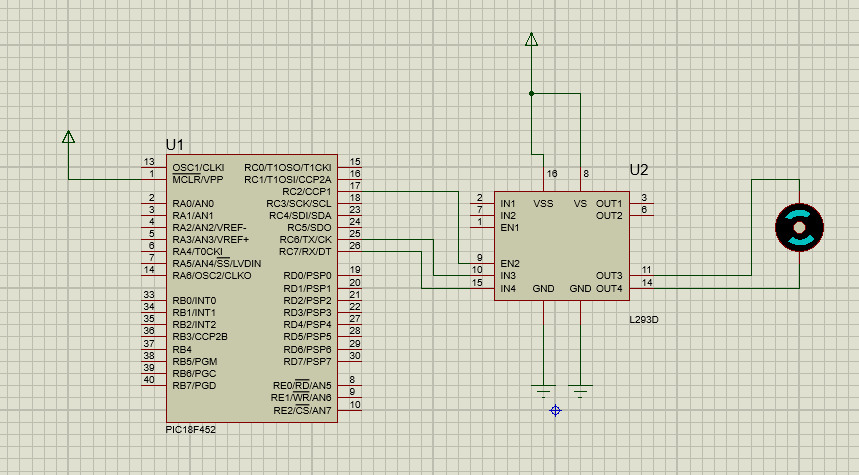 U1
13 OSC1/CLKI RC0/T1OSO/T1CKI 15
1 MCLR/VPP RC1/T1OSI/CCP2A 16
RC2/CCP1 17
2 RA0/AN0 RC3/SCK/SCL 18
3 RA1/AN1 RC4/SDI/SDA 23
4 RA2/AN2/VREF- RC5/SDO 24
5 RA3/AN3/VREF+ RC6/TX/CK 25
6 RA4/T0CKI RC7/RX/DT 26
7 RA5/AN4/SS/LVDIN
14 RA6/OSC2/CLKO RD0/PSP0 19
RD1/PSP1 20
33 RB0/INT0 RD2/PSP2 21
34 RB1/INT1 RD3/PSP3 22
35 RB2/INT2 RD4/PSP4 27
36 RB3/CCP2B RD5/PSP5 28
37 RB4 RD6/PSP6 29
38 RB5/PGM RD7/PSP7 30
39 RB6/PGC
40 RB7/PGD RE0/RD/AN5 8
RE1/WR/AN6 9
RE2/CS/AN7 10
PIC18F452
U2
16 8
2 IN1 VSS VS OUT1 3
7 IN2 OUT2 6
1 EN1
9 EN2
10 IN3 OUT3 11
15 IN4 GND GND OUT4 14
L293D